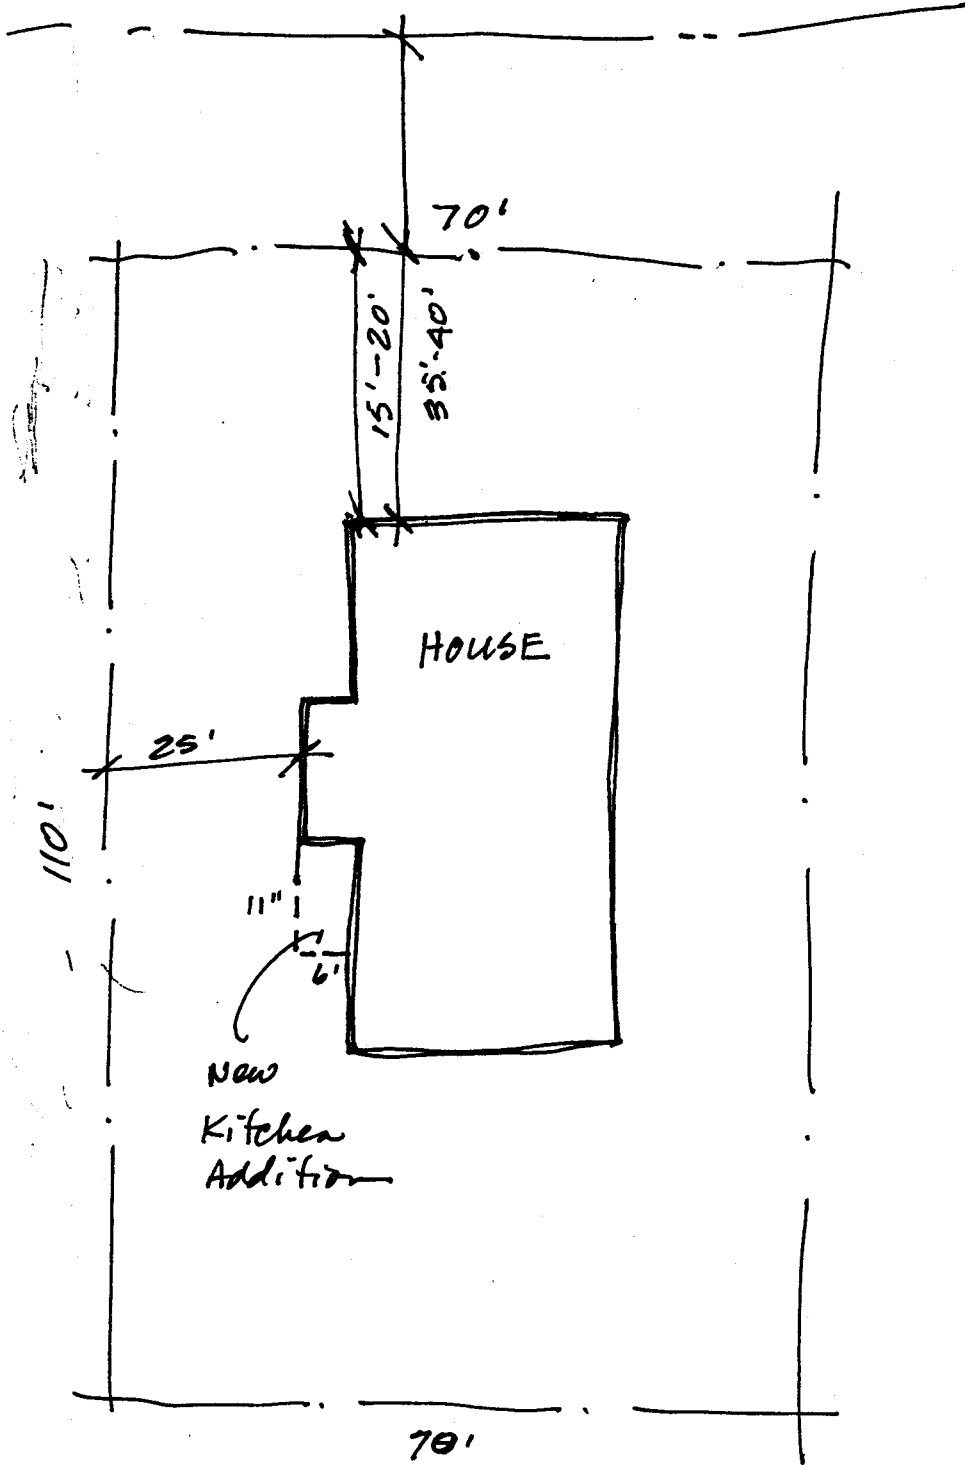 70'
15'-20'
35'-40'
HOUSE
25'
110'
11"
6'
New
Kitchen
Addition
70'